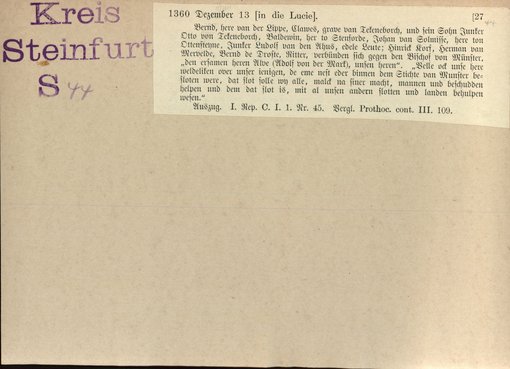 Kreis
Steinfurt
S 44
1360 Dezember 13 [in die Lucie]. [27
44
Bernd, here van der Lippe, Clawes, grave van Tekeneborch, und sein Sohn Junker
Otto von Tekeneborch, Baldewin, her to Stenforde, Johan van Solmisse, here ton
Ottensteyne, Junker Ludolf van den Ahus, edele Leute; Hinrick Korf, Herman van
Mervelde, Bernd de Droste, Ritter, verbünden sich gegen den Bischof von Münster,
„den ersamen heren Alve (Adolf von der Mark), unsen heren“. „Velle ock unse here
weldeliken over unser ienigen, de eme nest eder binnen dem Stichte van Munster be-
sloten were, dat slot solle wy alle, malck na siner macht, mannen und beschudden
helpen und dem dat slot is, mit al unsen andern slotten und landen behulpen
wesen.“
Auszug. I. Rep. C. I. 1. Nr. 45. Vergl. Prothoc. cont. III. 109.